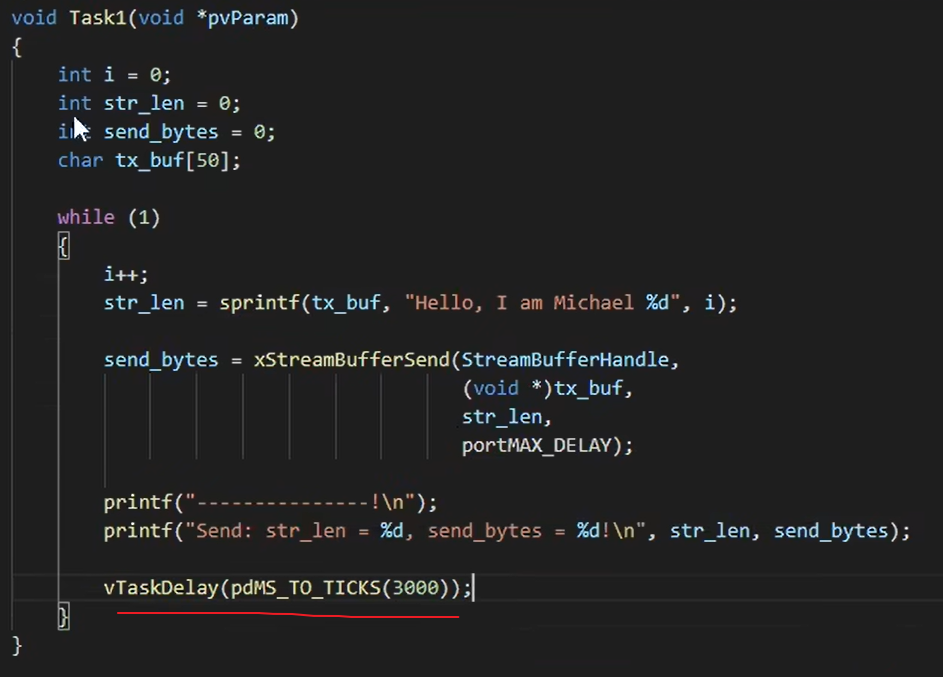 void Task1(void *pvParam)
{
int i = 0;
int str_len = 0;
int send_bytes = 0;
char tx_buf[50];
while (1)
{
i++;
str_len = sprintf(tx_buf, "Hello, I am Michael %d", i);
send_bytes = xStreamBufferSend(StreamBufferHandle,
(void *)tx_buf,
str_len,
portMAX_DELAY);
printf("---------------!\n");
printf("Send: str_len = %d, send_bytes = %d!\n", str_len, send_bytes);
vTaskDelay(pdMS_TO_TICKS(3000));
}
}